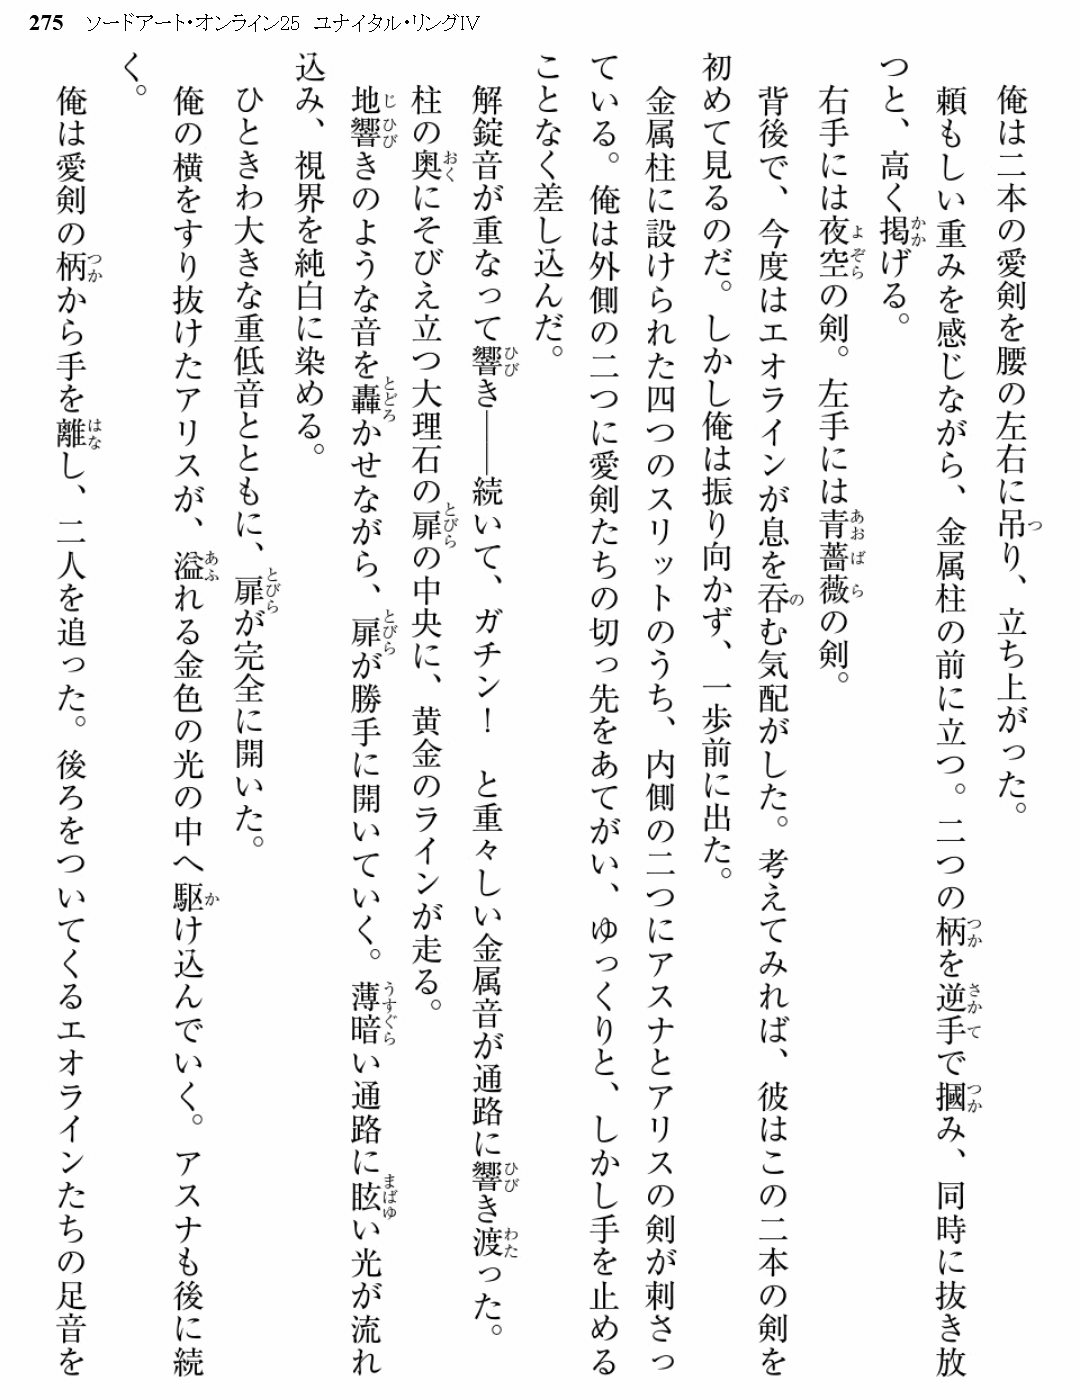 275 ソードアート・オンライン25 ユナイタル・リングIV
俺は二本の愛剣を腰の左右に吊り、立ち上がった。
頼もしい重みを感じながら、金属柱の前に立つ。二つの柄を逆手で摑み、同時に抜き放
つと、高く掲げる。
右手には夜空の剣。左手には青薔薇の剣。
背後で、今度はエオラインが息を呑む気配がした。考えてみれば、彼はこの二本の剣を
初めて見るのだ。しかし俺は振り向かず、一歩前に出た。
金属柱に設けられた四つのスリットのうち、内側の二つにアスナとアリスの剣が刺さっ
ている。俺は外側の二つに愛剣たちの切っ先をあてがい、ゆっくりと、しかし手を止める
ことなく差し込んだ。
解錠音が重なって響き――続いて、ガチン！　と重々しい金属音が通路に響き渡った。
柱の奥にそびえ立つ大理石の扉の中央に、黄金のラインが走る。
地響きのような音を轟かせながら、扉が勝手に開いていく。薄暗い通路に眩い光が流れ
込み、視界を純白に染める。
ひときわ大きな重低音とともに、扉が完全に開いた。
俺の横をすり抜けたアリスが、溢れる金色の光の中へ駆け込んでいく。アスナも後に続
く。
俺は愛剣の柄から手を離し、二人を追った。後ろをついてくるエオラインたちの足音を